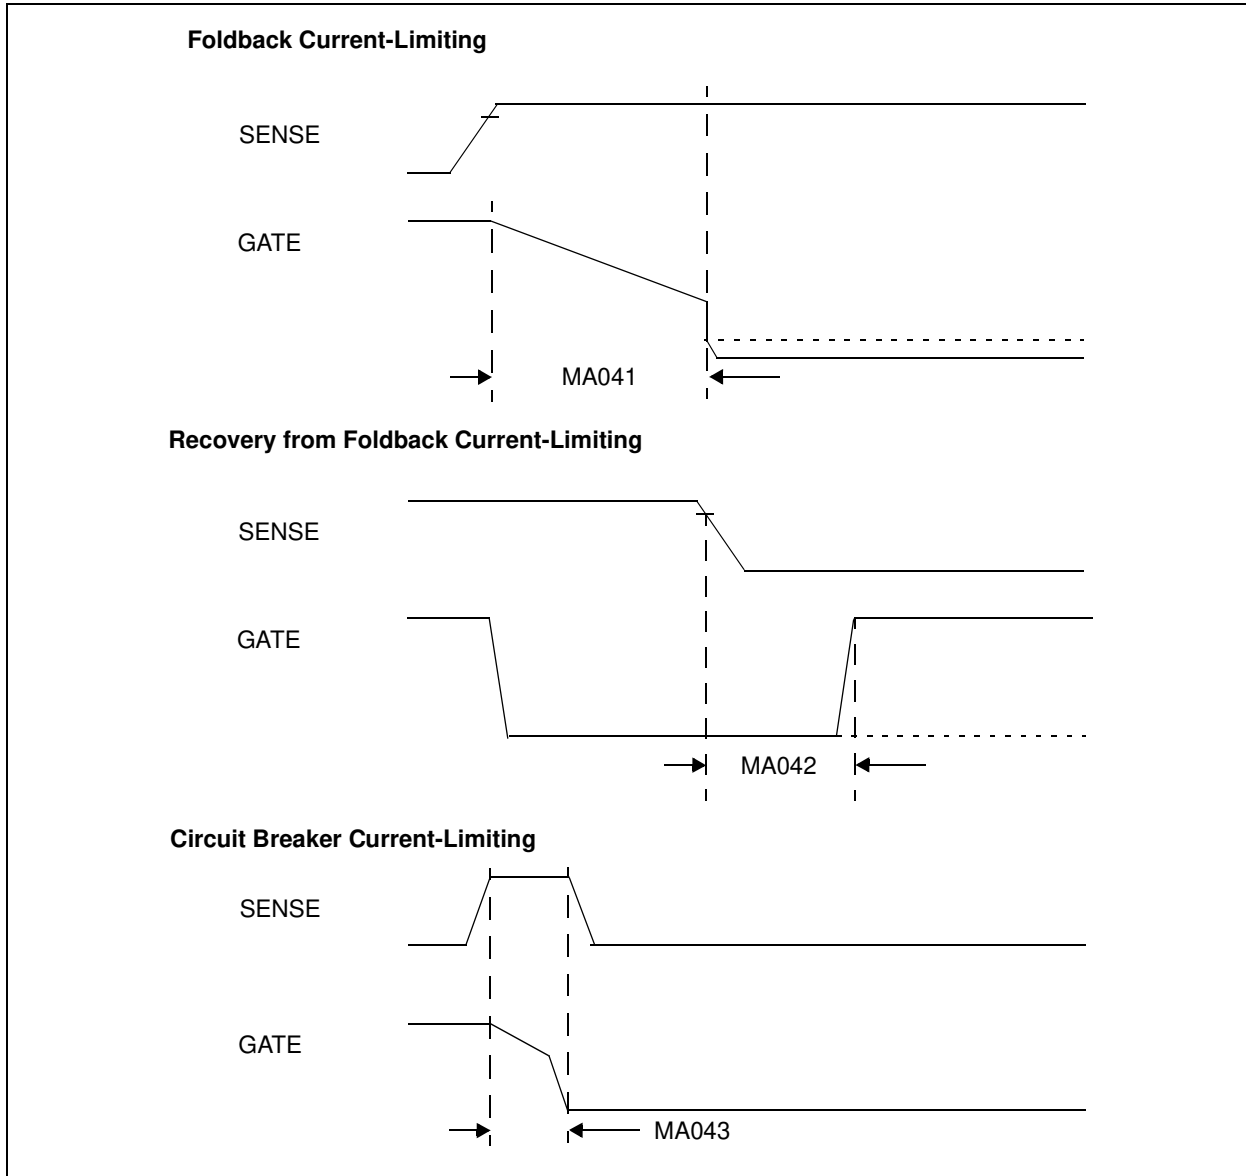 Foldback Current-Limiting
SENSE
GATE
MA041
Recovery from Foldback Current-Limiting
SENSE
GATE
MA042
Circuit Breaker Current-Limiting
SENSE
GATE
MA043